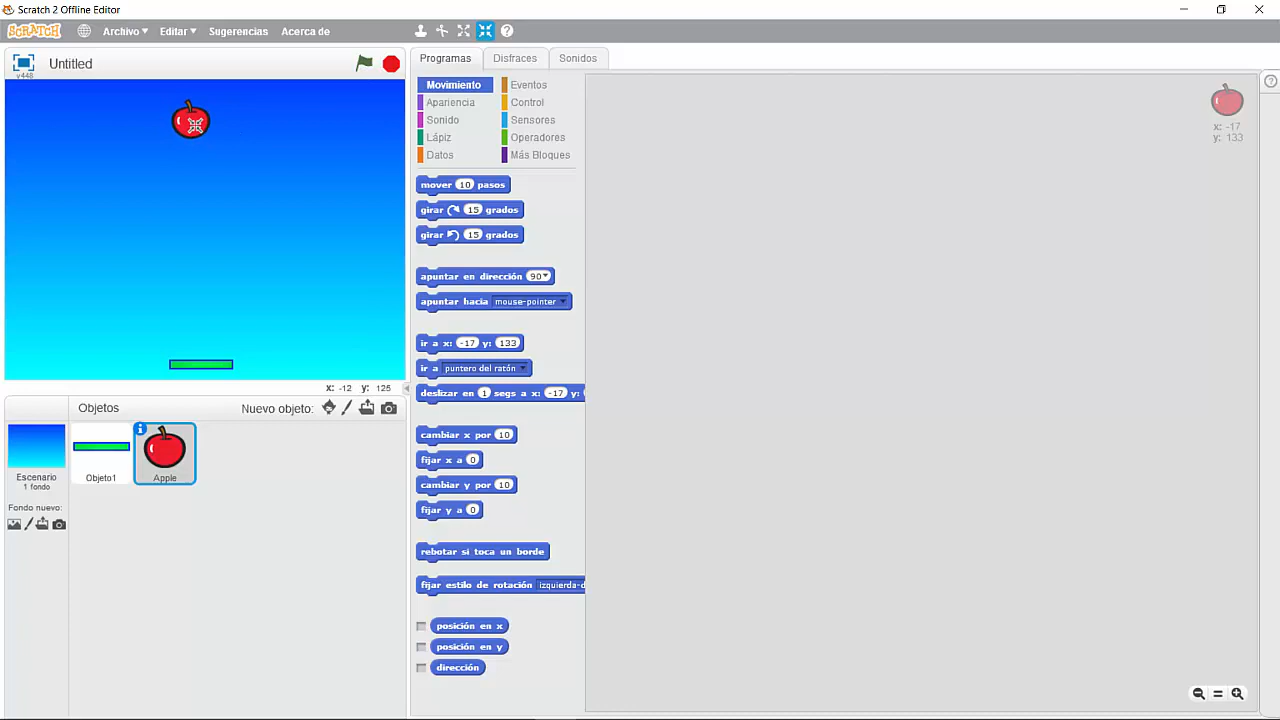 Scratch 2 Offline Editor
SCRATCH
Archivo Editar Sugerencias Acerca de
Untitled
v448
Programas Disfraces Sonidos
Movimiento
Apariencia
Sonido
Lápiz
Datos
Eventos
Control
Sensores
Operadores
Más Bloques
x: -17
y: 133
mover 10 pasos
girar 15 grados
girar 15 grados
apuntar en dirección 90
apuntar hacia mouse-pointer
ir a x: -17 y: 133
ir a puntero del ratón
deslizar en 1 segs a x: -17 y:
cambiar x por 10
fijar x a 0
cambiar y por 10
fijar y a 0
rebotar si toca un borde
fijar estilo de rotación
posición en x
posición en y
dirección
x: -12 y: 125
Objetos
Nuevo objeto:
Escenario
1 fondo
Fondo nuevo:
Objeto1
Apple